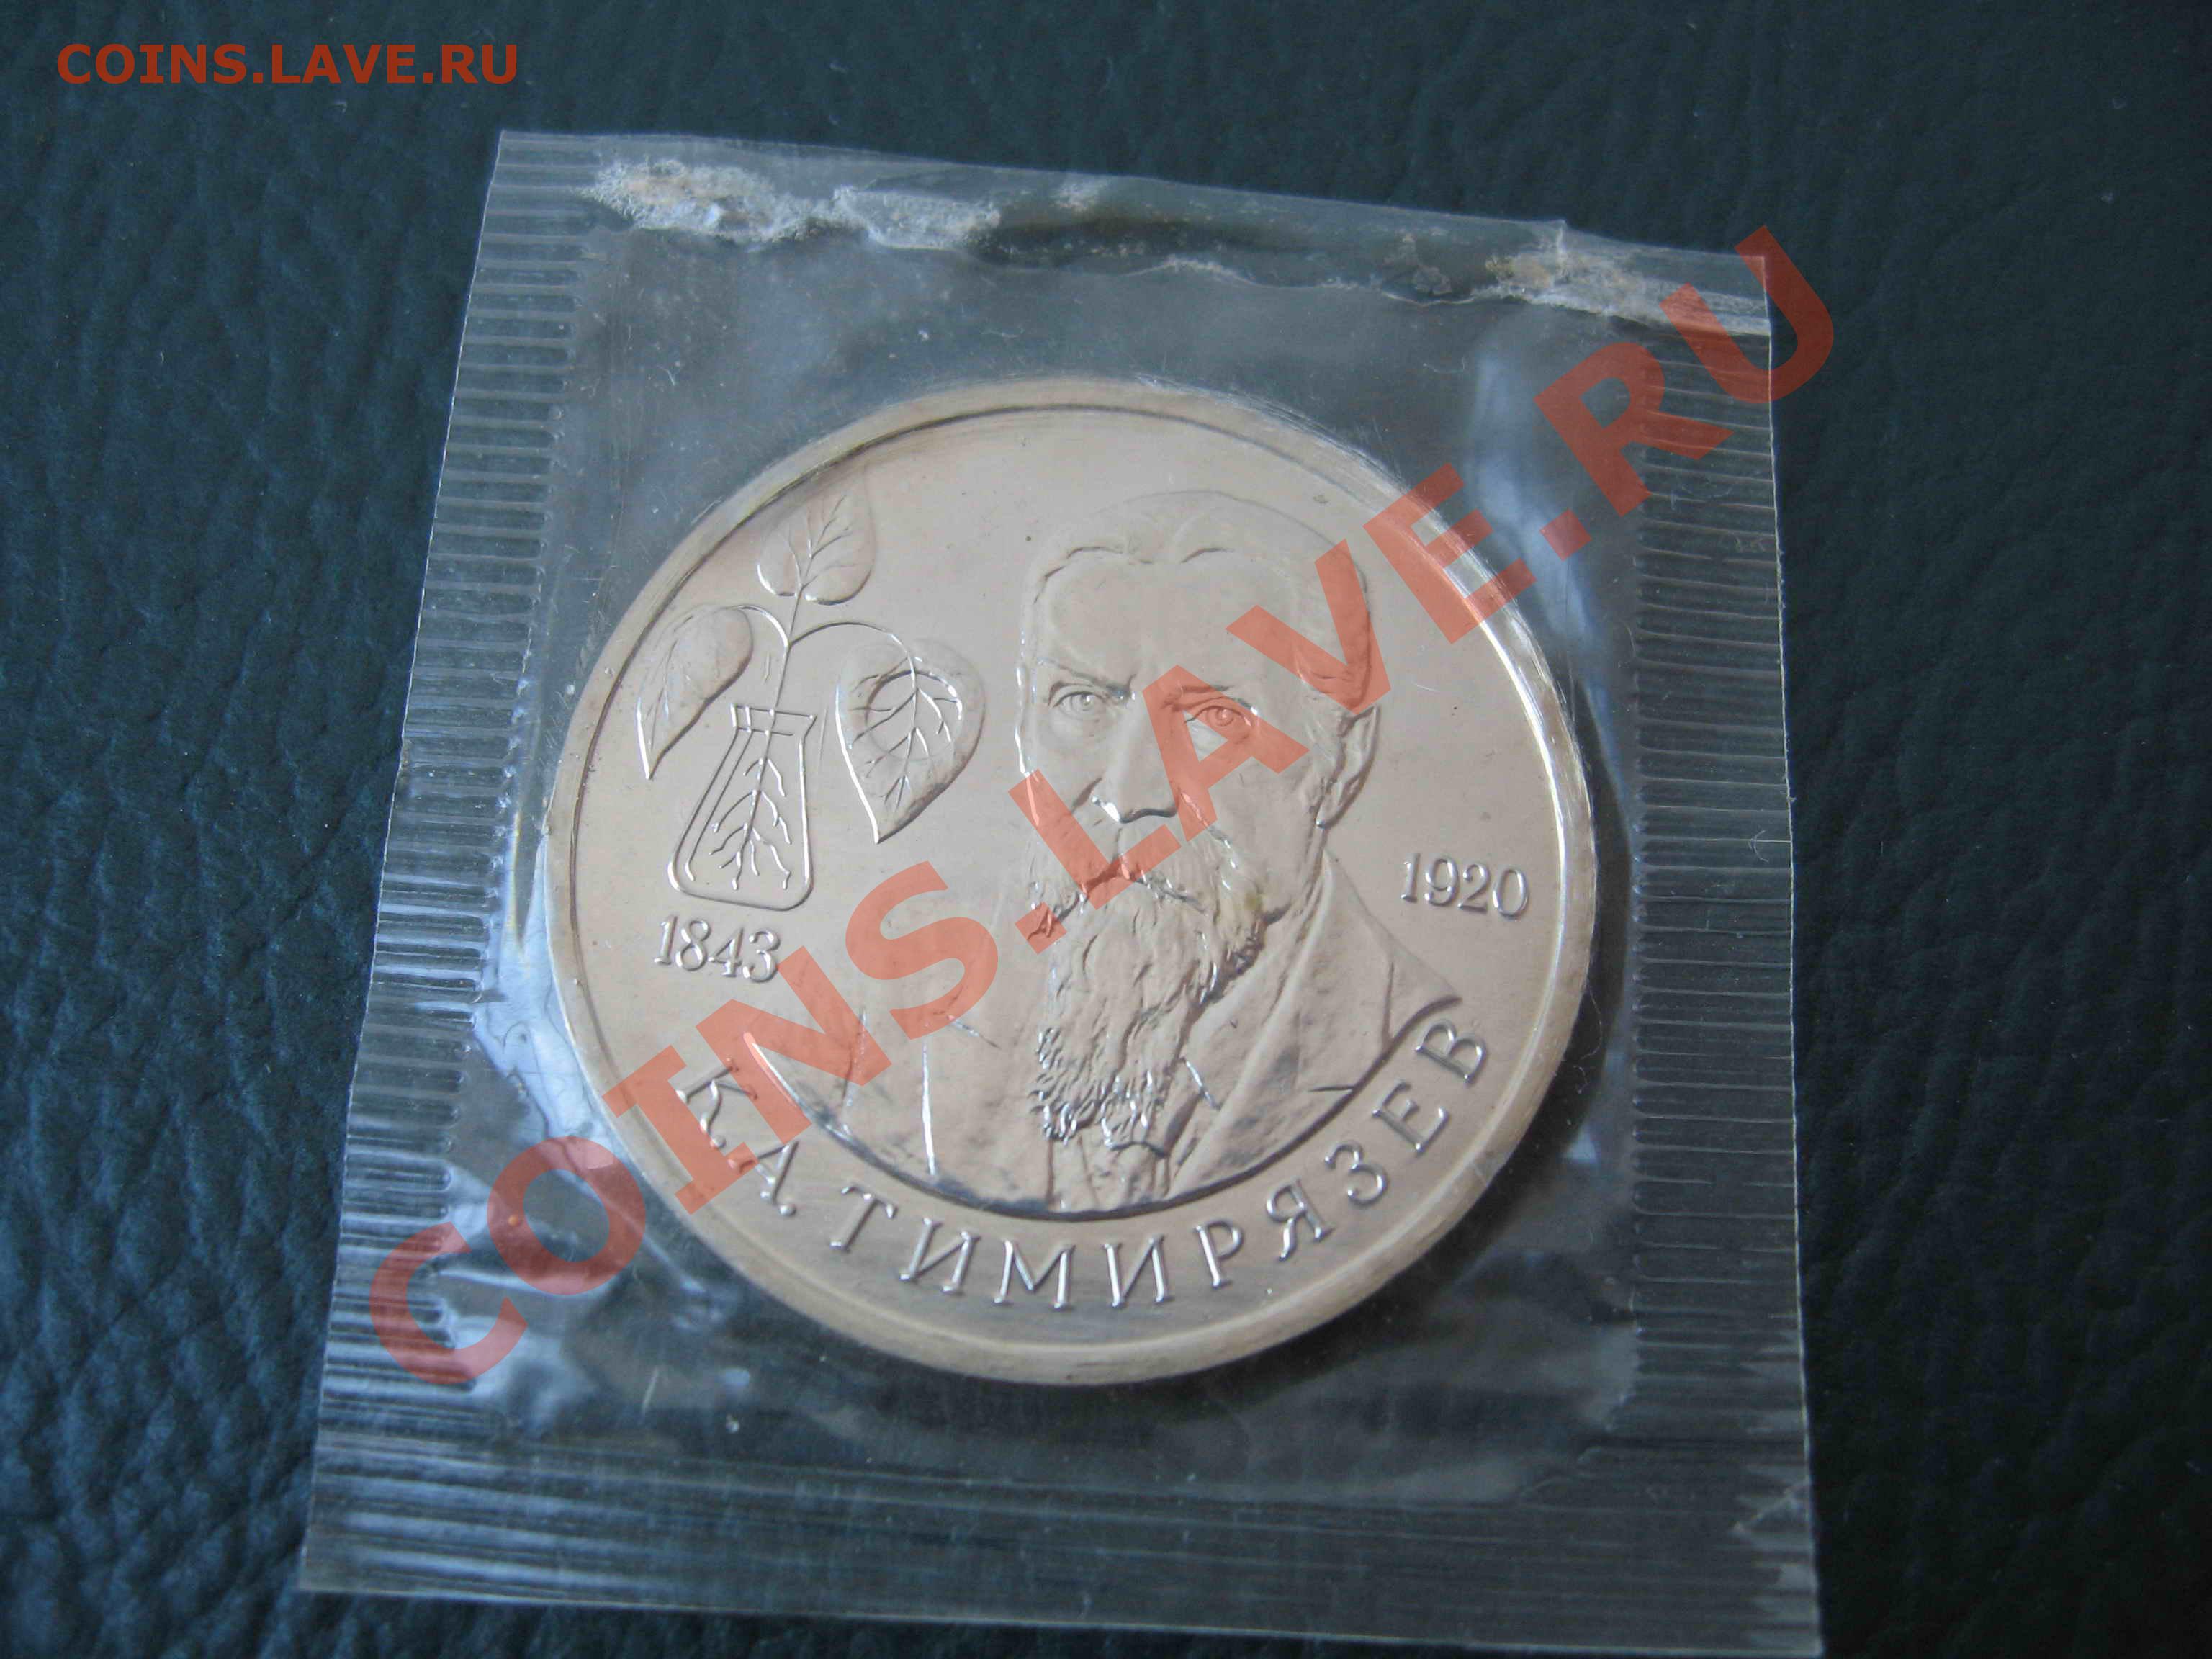 COINS.LAVE.RU
COINS.LAVE.RU
1843
1920
К.А. ТИМИРЯЗЕВ